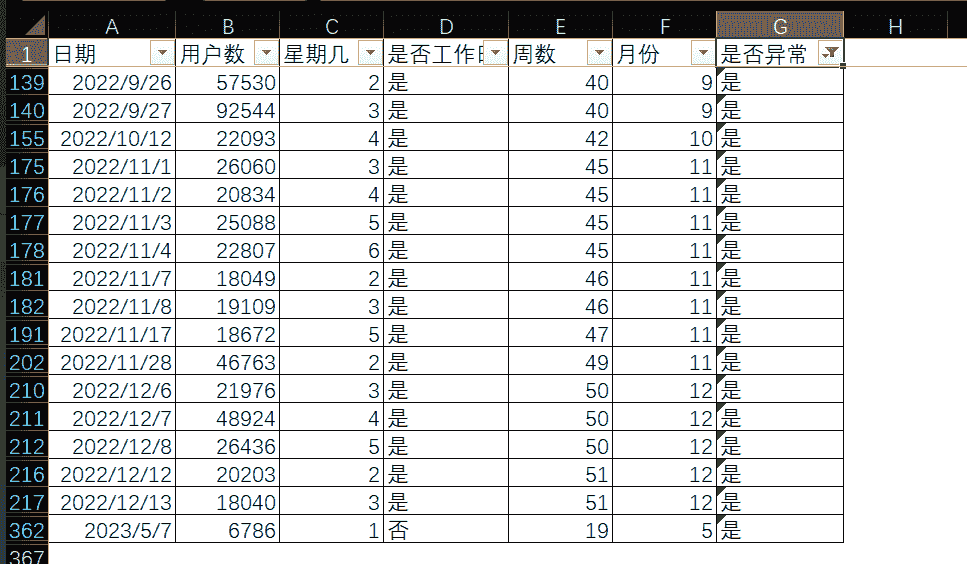 A B C D E F G H
1 日期 用户数 星期几 是否工作日 周数 月份 是否异常
139 2022/9/26 57530 2 是 40 9 是
140 2022/9/27 92544 3 是 40 9 是
155 2022/10/12 22093 4 是 42 10 是
175 2022/11/1 26060 3 是 45 11 是
176 2022/11/2 20834 4 是 45 11 是
177 2022/11/3 25088 5 是 45 11 是
178 2022/11/4 22807 6 是 45 11 是
181 2022/11/7 18049 2 是 46 11 是
182 2022/11/8 19109 3 是 46 11 是
191 2022/11/17 18672 5 是 47 11 是
202 2022/11/28 46763 2 是 49 11 是
210 2022/12/6 21976 3 是 50 12 是
211 2022/12/7 48924 4 是 50 12 是
212 2022/12/8 26436 5 是 50 12 是
216 2022/12/12 20203 2 是 51 12 是
217 2022/12/13 18040 3 是 51 12 是
362 2023/5/7 6786 1 否 19 5 是
367